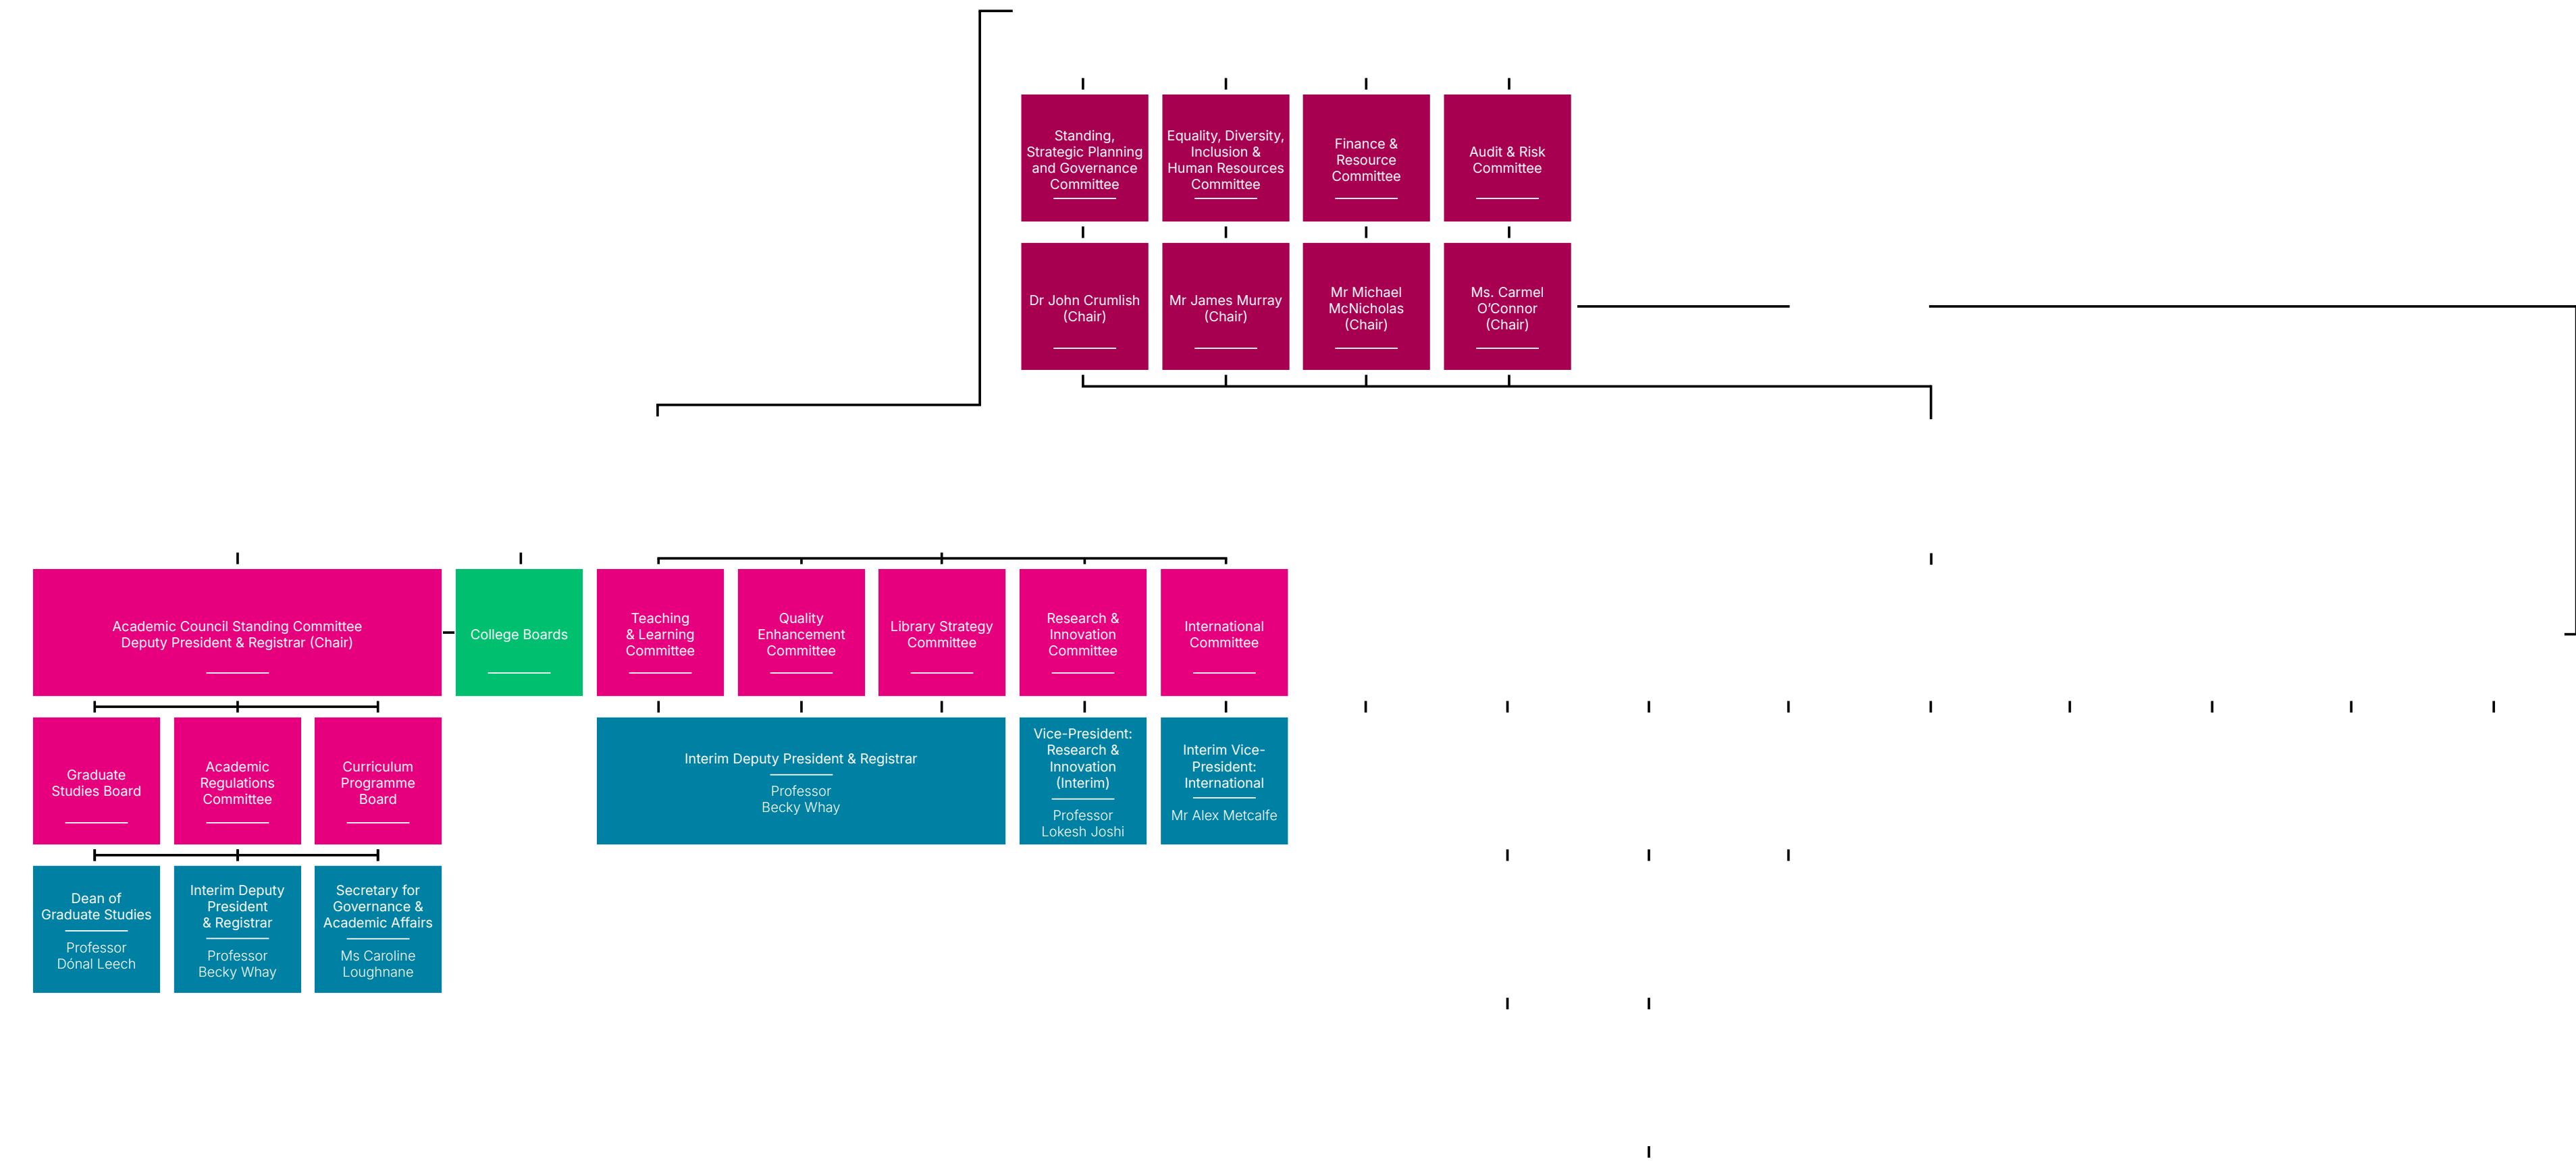 Standing,
Strategic Planning
and Governance
Committee
Equality, Diversity,
Inclusion &
Human Resources
Committee
Finance &
Resource
Committee
Audit & Risk
Committee
Dr John Crumlish
(Chair)
Mr James Murray
(Chair)
Mr Michael
McNicholas
(Chair)
Ms. Carmel
O'Connor
(Chair)
Academic Council Standing Committee
Deputy President & Registrar (Chair)
College Boards
Teaching
& Learning
Committee
Quality
Enhancement
Committee
Library Strategy
Committee
Research &
Innovation
Committee
International
Committee
Graduate
Studies Board
Academic
Regulations
Committee
Curriculum
Programme
Board
Interim Deputy President & Registrar
Professor
Becky Whay
Vice-President:
Research &
Innovation
(Interim)
Professor
Lokesh Joshi
Interim Vice-
President:
International
Mr Alex Metcalfe
Dean of
Graduate Studies
Professor
Dónal Leech
Interim Deputy
President
& Registrar
Professor
Becky Whay
Secretary for
Governance &
Academic Affairs
Ms Caroline
Loughnane